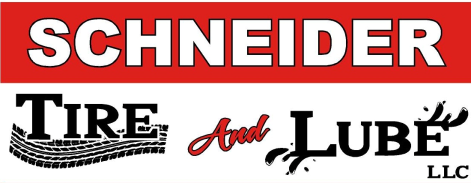 SCHNEIDER
TIRE And LUBE
LLC